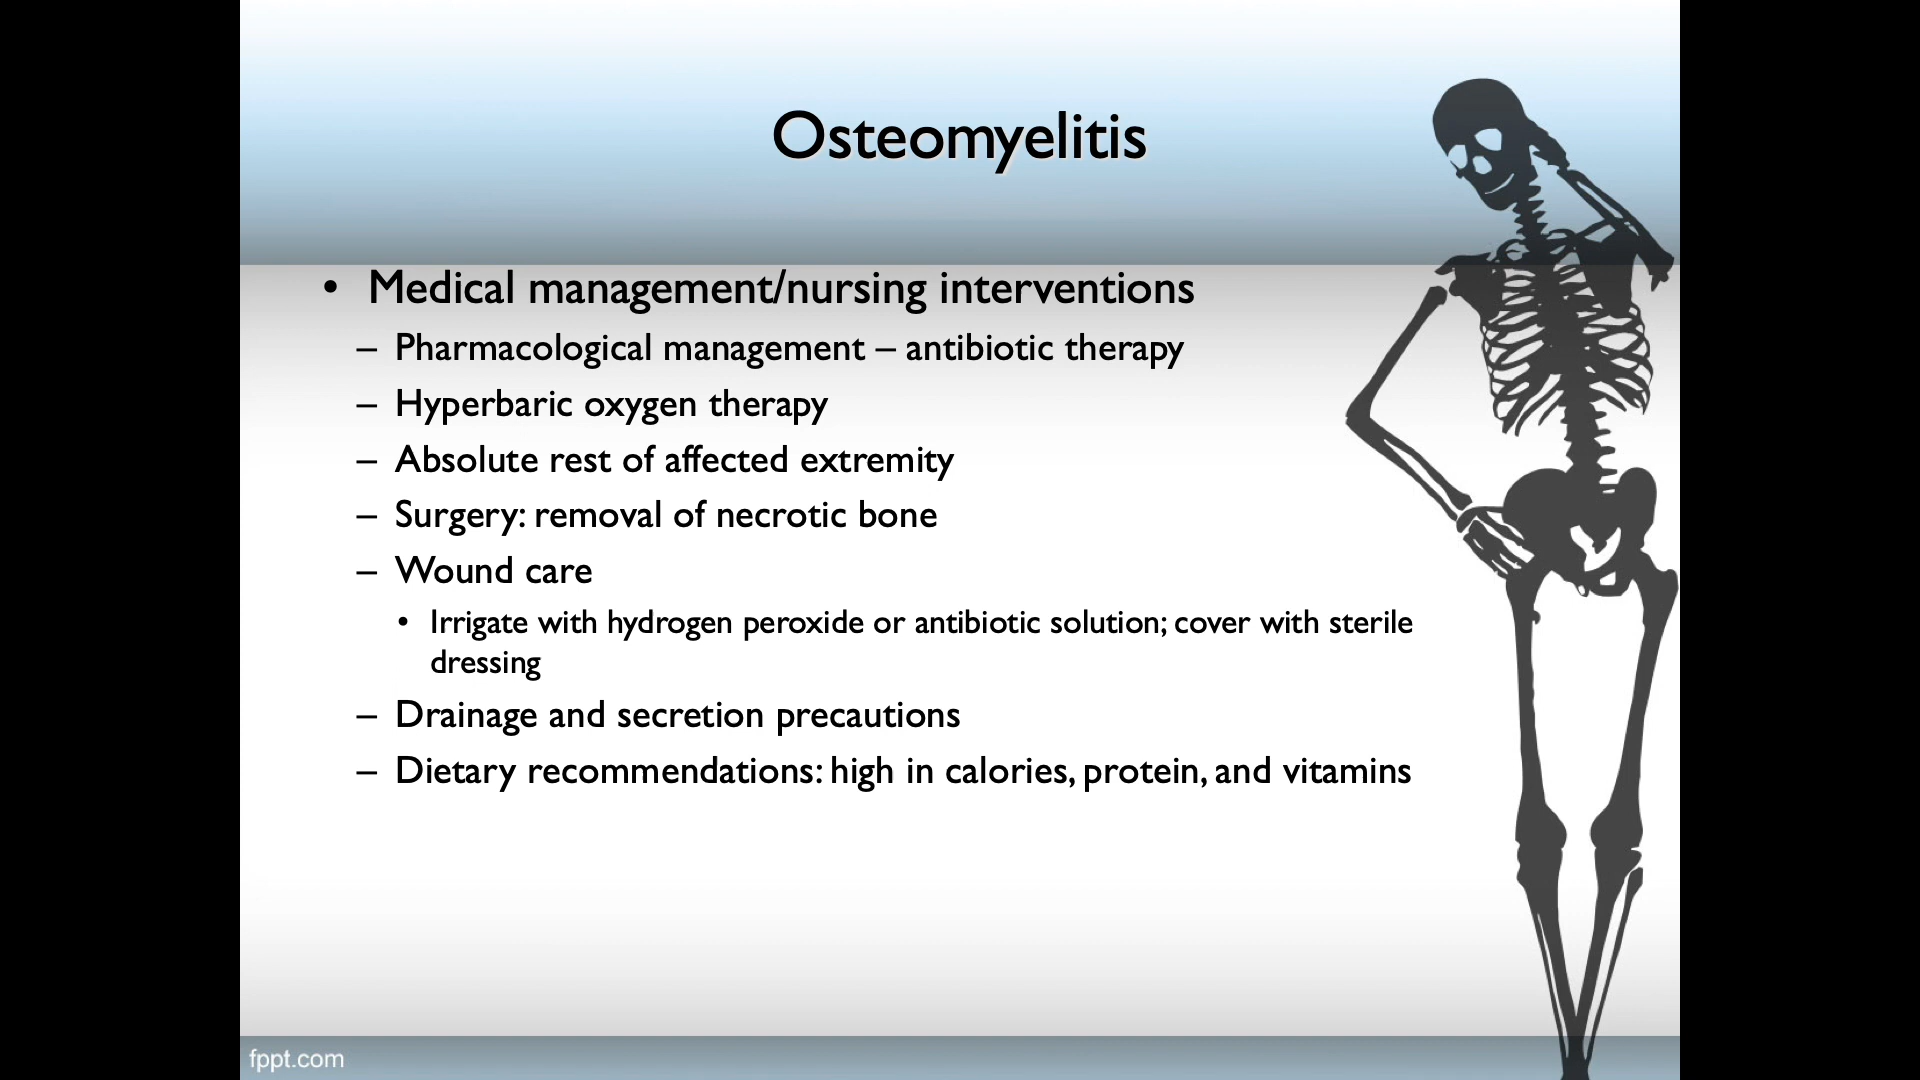 Osteomyelitis
• Medical management/nursing interventions
– Pharmacological management – antibiotic therapy
– Hyperbaric oxygen therapy
– Absolute rest of affected extremity
– Surgery: removal of necrotic bone
– Wound care
• Irrigate with hydrogen peroxide or antibiotic solution; cover with sterile
dressing
– Drainage and secretion precautions
– Dietary recommendations: high in calories, protein, and vitamins
fppt.com